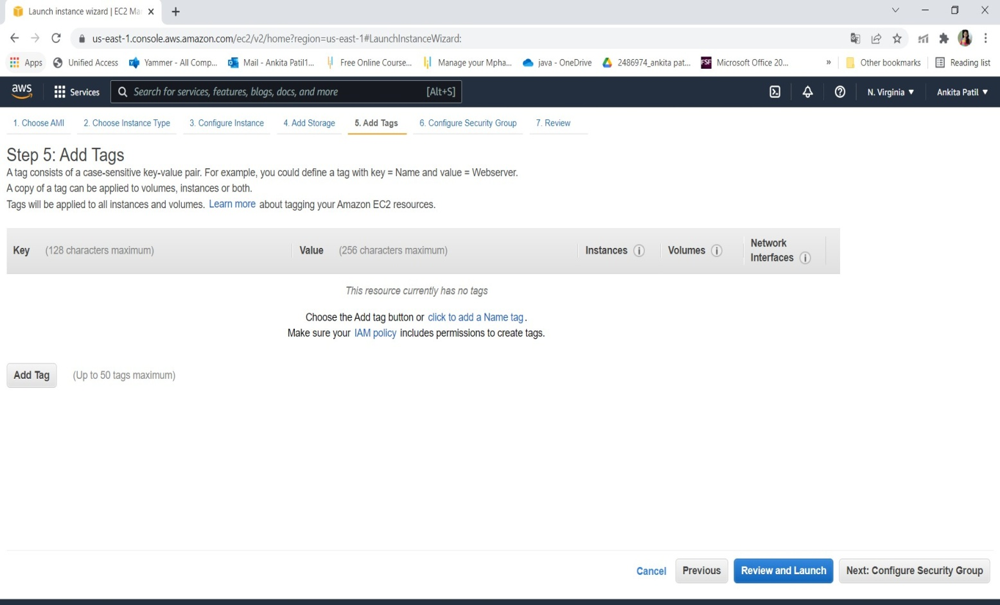 Launch instance wizard | EC2 Ma
us-east-1.console.aws.amazon.com/ec2/v2/home?region=us-east-1#LaunchInstanceWizard:
Apps Unified Access Yammer - All Comp... Mail - Ankita Patil1... Free Online Course... Manage your Mpha... java - OneDrive 2486974_ankita pat... FSF Microsoft Office 20... » Other bookmarks Reading list
aws Services Search for services, features, blogs, docs, and more [Alt+S] N. Virginia ▼ Ankita Patil ▼
1. Choose AMI 2. Choose Instance Type 3. Configure Instance 4. Add Storage 5. Add Tags 6. Configure Security Group 7. Review
Step 5: Add Tags
A tag consists of a case-sensitive key-value pair. For example, you could define a tag with key = Name and value = Webserver.
A copy of a tag can be applied to volumes, instances or both.
Tags will be applied to all instances and volumes. Learn more about tagging your Amazon EC2 resources.
Key (128 characters maximum) Value (256 characters maximum) Instances i Volumes i Network
Interfaces i
This resource currently has no tags
Choose the Add tag button or click to add a Name tag.
Make sure your IAM policy includes permissions to create tags.
Add Tag (Up to 50 tags maximum)
Cancel Previous Review and Launch Next: Configure Security Group